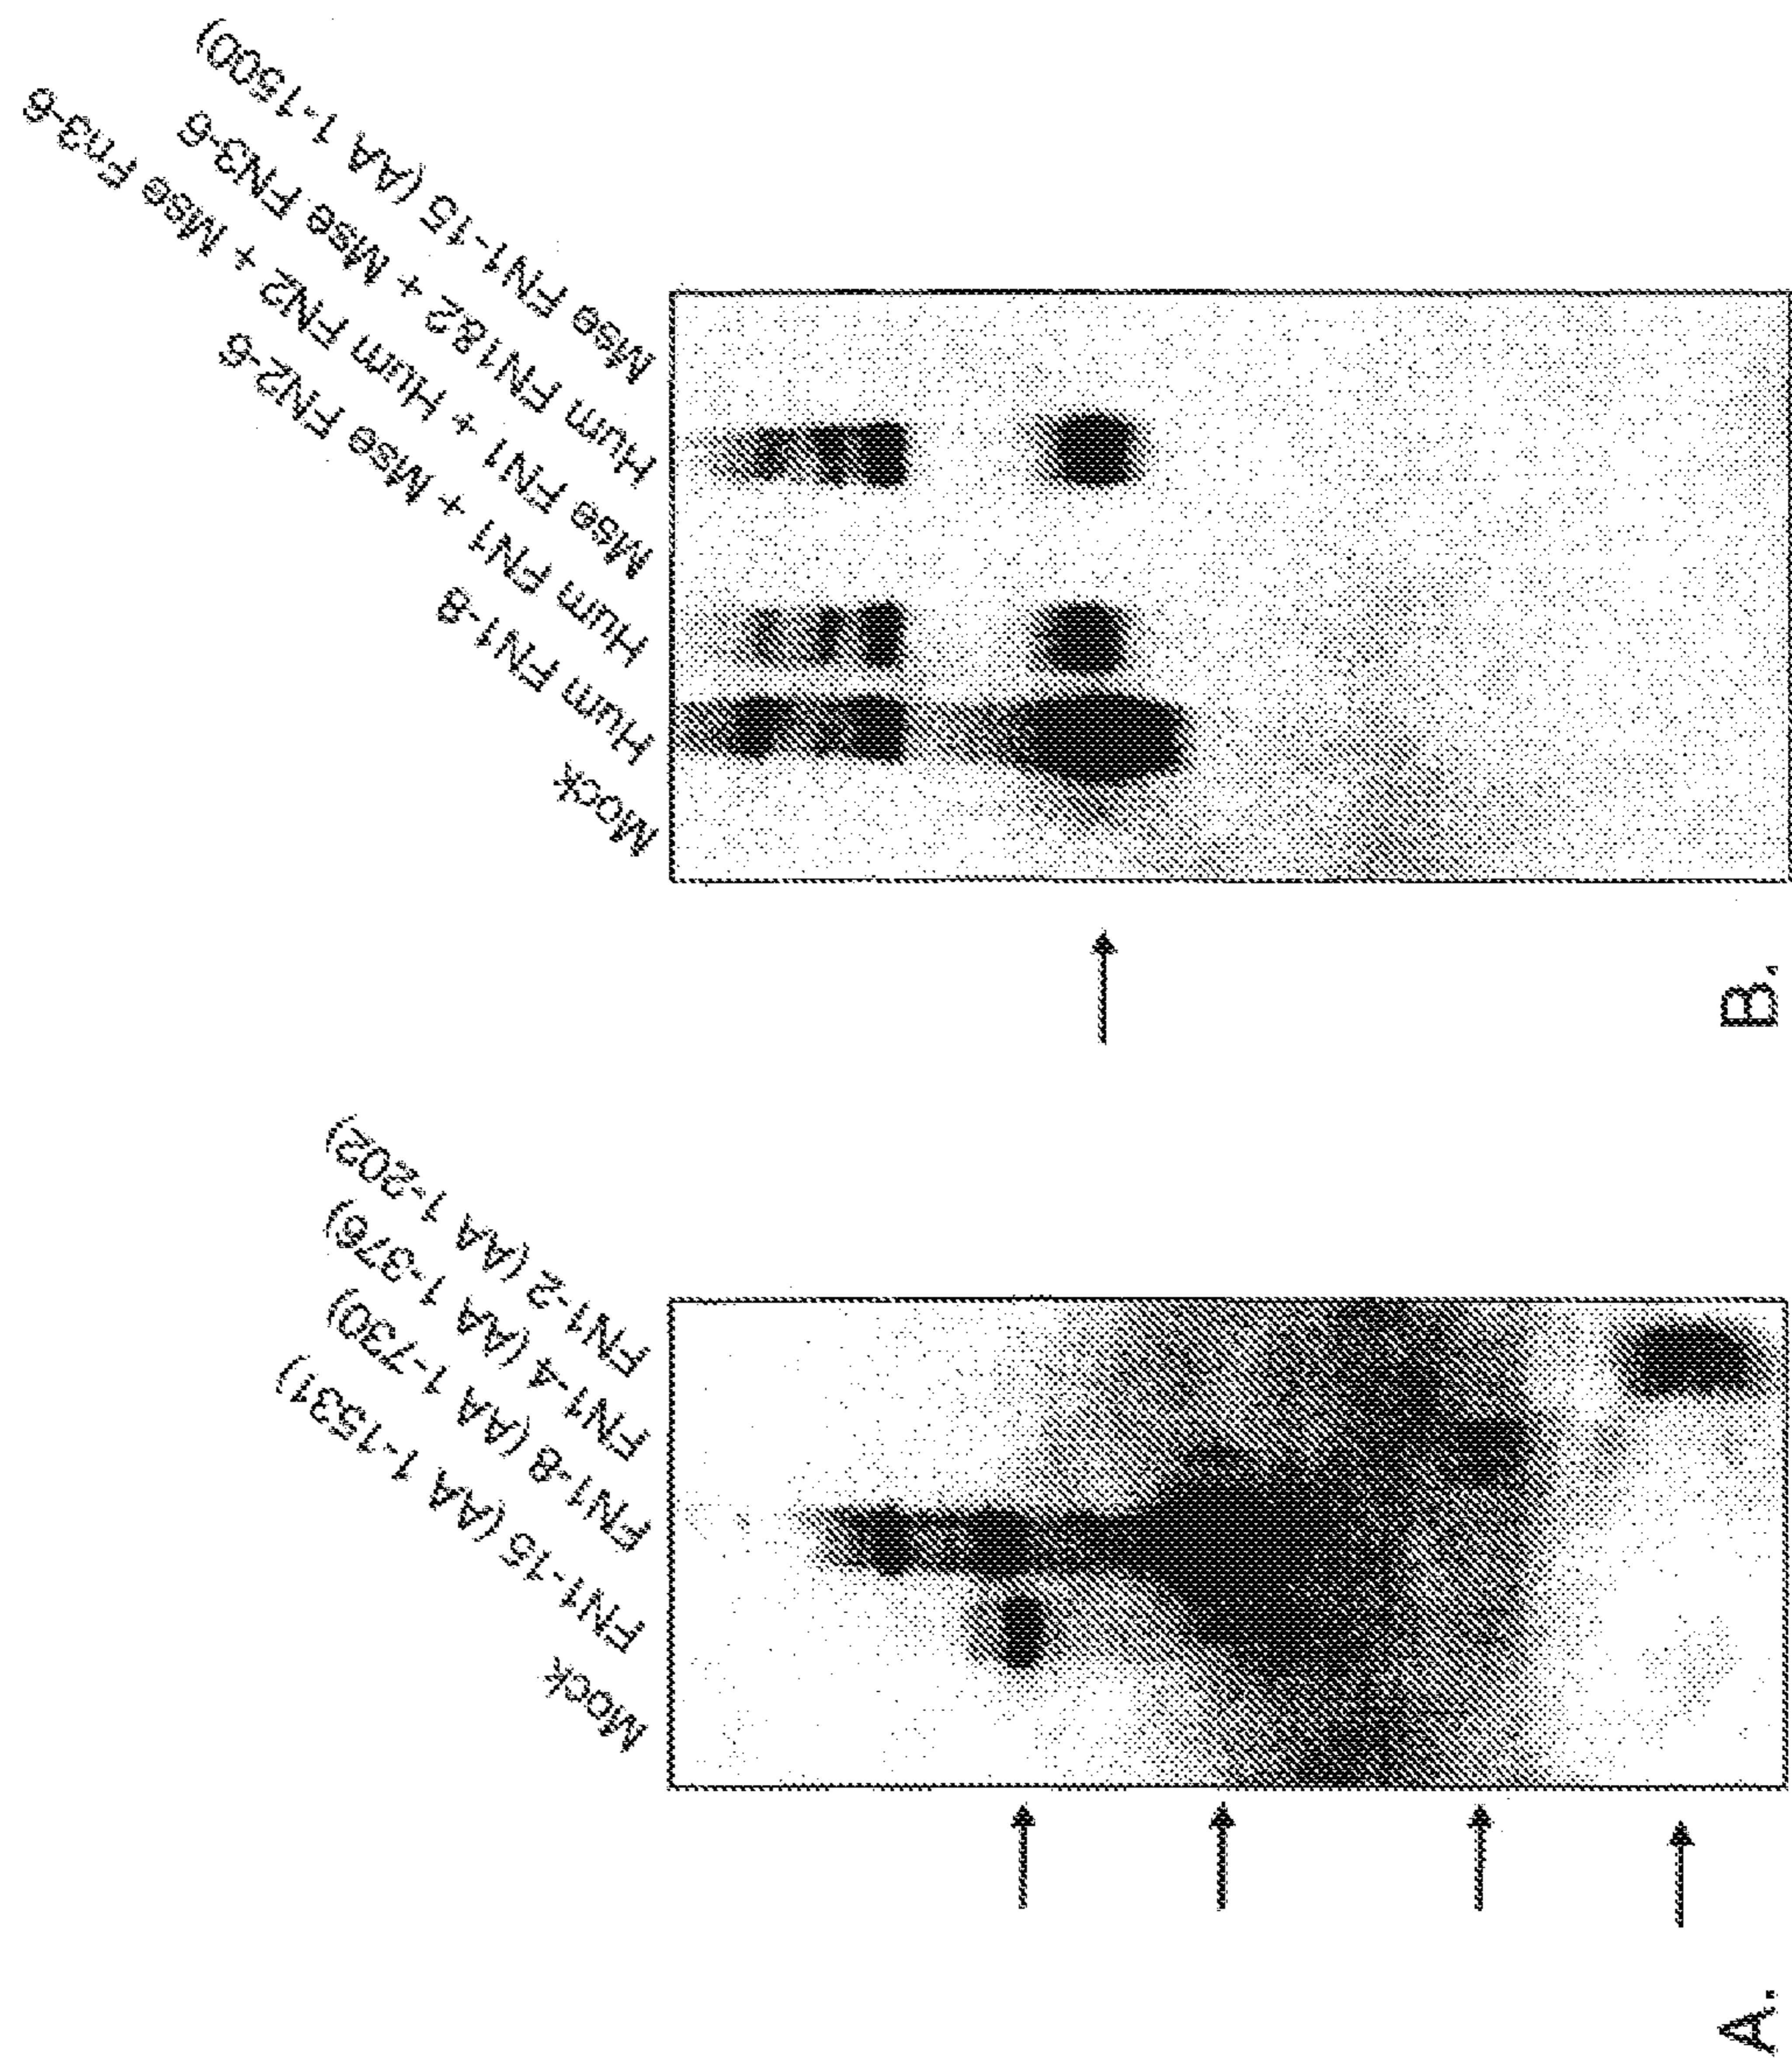 A.
Mock
FN1-15 (AA 1-1531)
FN1-8 (AA 1-730)
FN1-4 (AA 1-376)
FN1-2 (AA 1-202)
B.
Mock
Hum FN1-8
Hum FN1 + Mse FN2-6
Mse FN1 + Hum FN2 + Mse Fn3-6
Hum FN1&2 + Mse FN3-6
Mse FN1-15 (AA 1-1500)